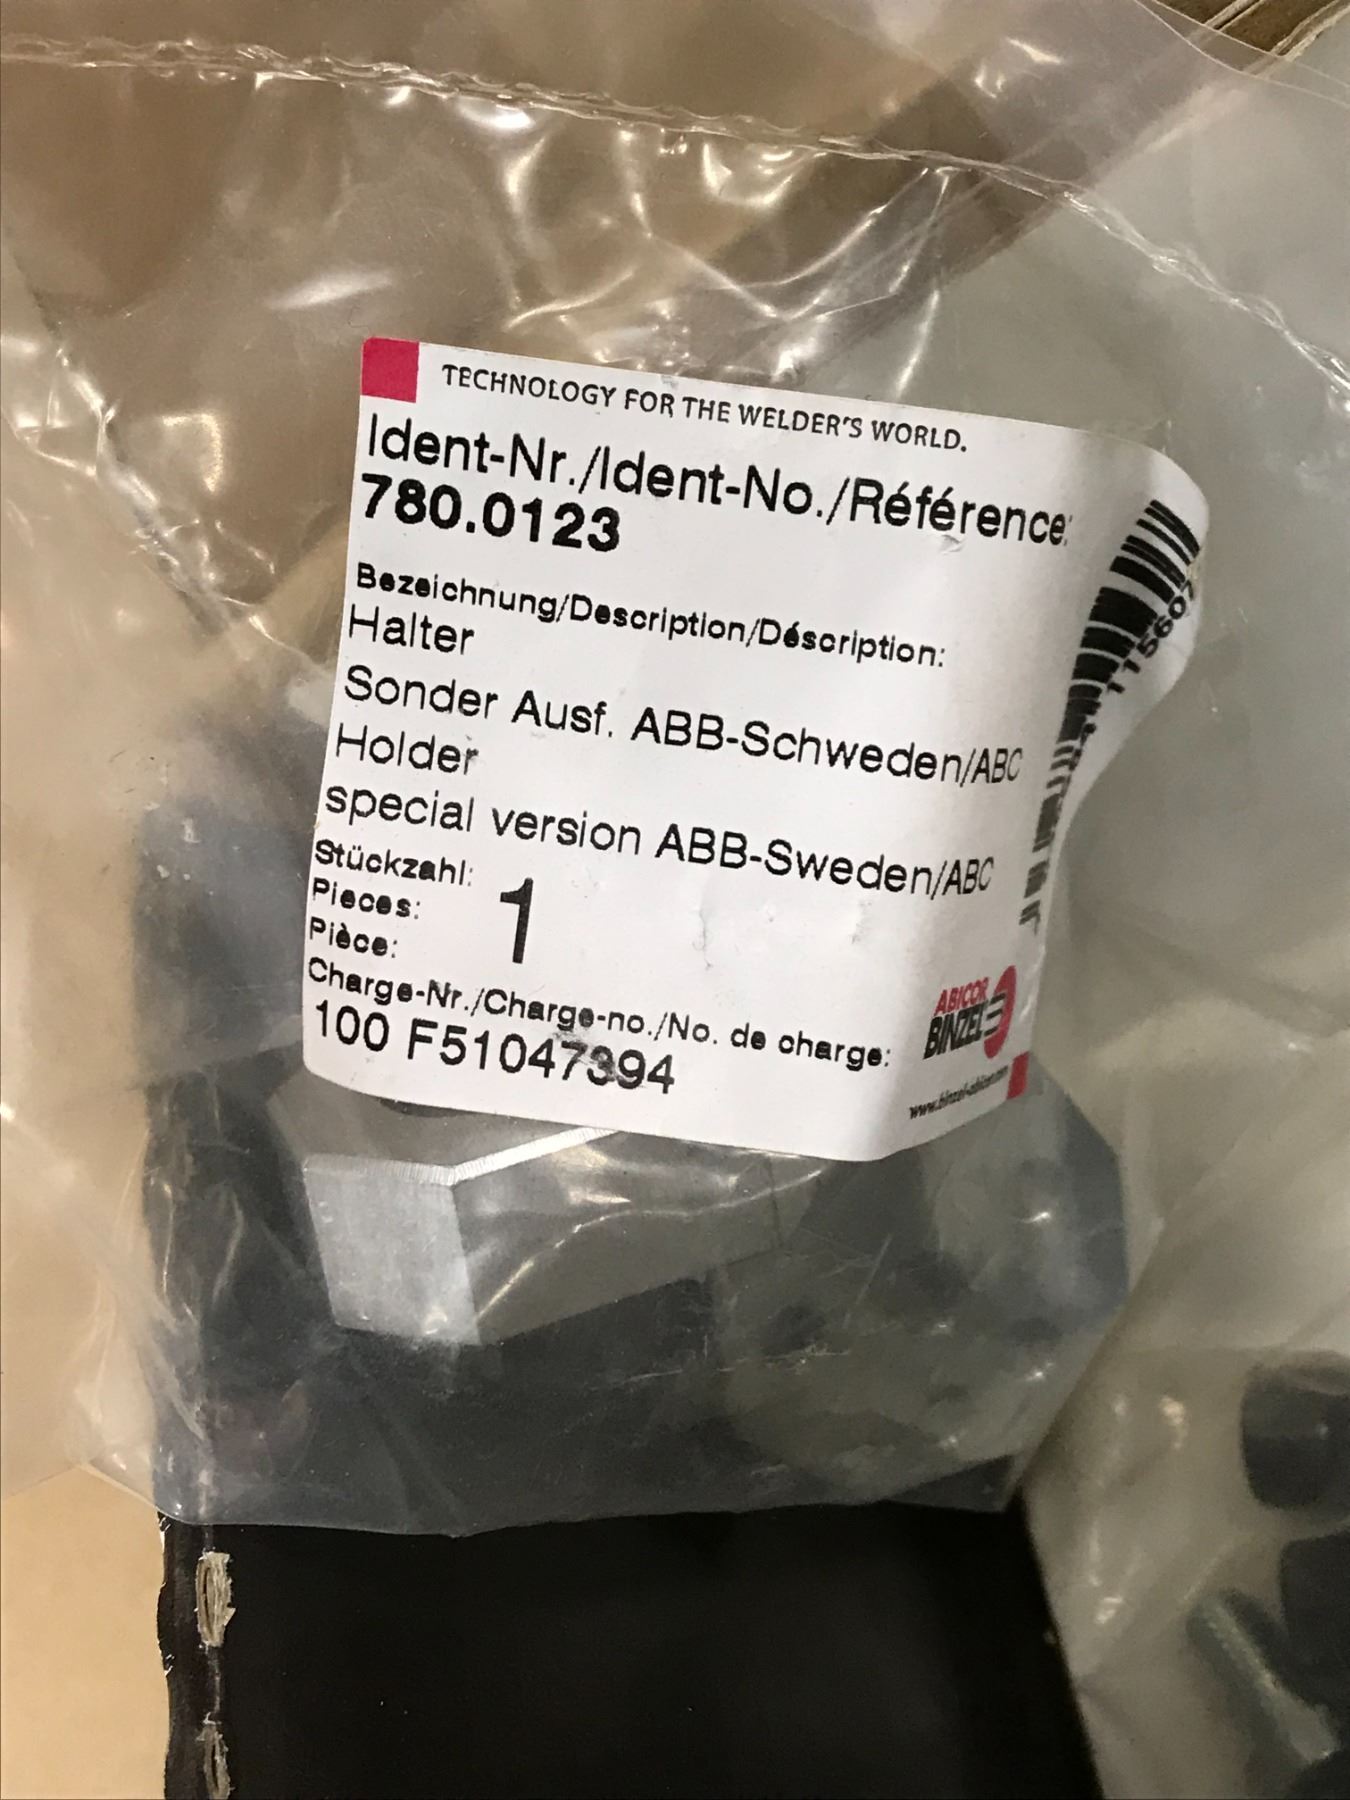 TECHNOLOGY FOR THE WELDER'S WORLD.
Ident-Nr./Ident-No./Référence:
780.0123
Bezeichnung/Description/Déscription:
Halter
Sonder Ausf. ABB-Schweden/ABC
Holder
special version ABB-Sweden/ABC
Stückzahl:
Pieces:
Pièce:
1
Charge-Nr./Charge-no./No. de charge:
100 F51047394
ABICOR
BINZEL